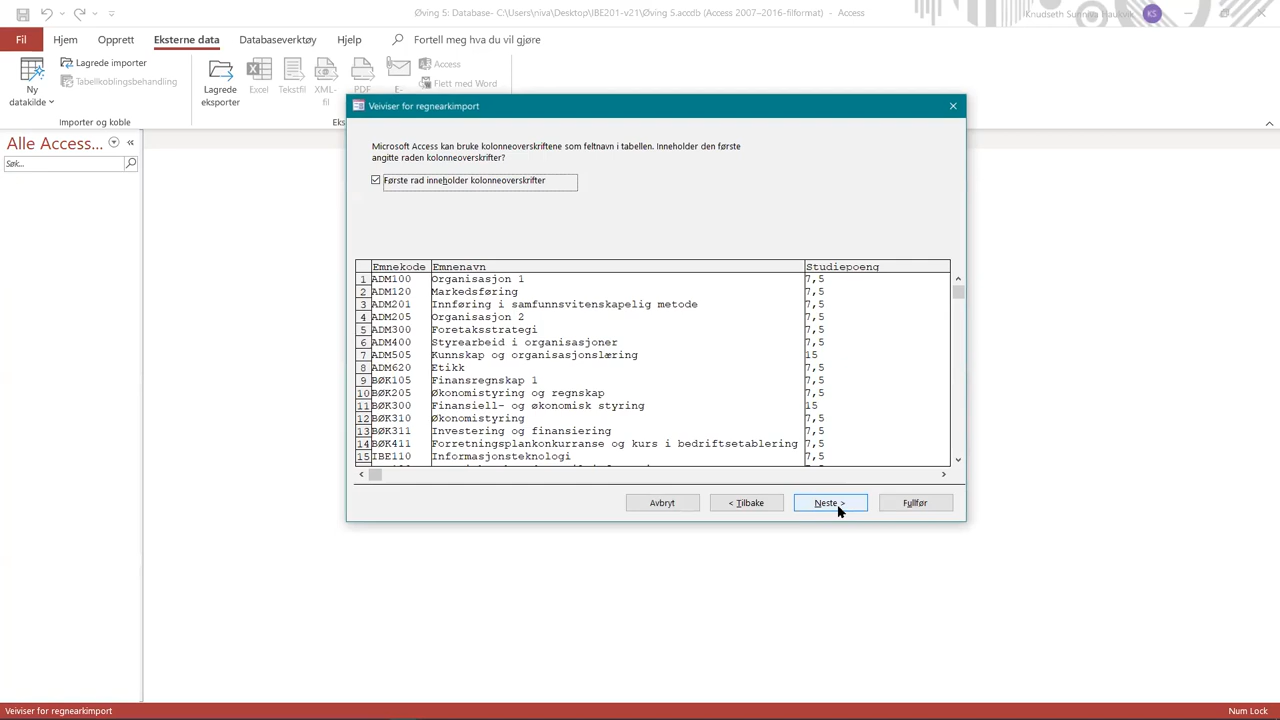 Øving 5: Database- C:\Users\niva\Desktop\IBE201-v21\Øving 5.accdb (Access 2007–2016-filformat) - Access
Knudseth Sunniva Haukvik
KS
Fil
Hjem
Opprett
Eksterne data
Databaseverktøy
Hjelp
Fortell meg hva du vil gjøre
Ny datakilde
Lagrede importer
Tabellkoblingsbehandling
Importer og koble
Lagrede eksporter
Excel
Tekstfil
XML-fil
PDF
E-
Access
Flett med Word
Eks
Alle Access...
Søk...
Veiviser for regnearkimport
Microsoft Access kan bruke kolonneoverskriftene som feltnavn i tabellen. Inneholder den første
angitte raden kolonneoverskrifter?
Første rad inneholder kolonneoverskrifter
Emnekode Emnenavn Studiepoeng
1 ADM100 Organisasjon 1 7,5
2 ADM120 Markedsføring 7,5
3 ADM201 Innføring i samfunnsvitenskapelig metode 7,5
4 ADM205 Organisasjon 2 7,5
5 ADM300 Foretaksstrategi 7,5
6 ADM400 Styrearbeid i organisasjoner 7,5
7 ADM505 Kunnskap og organisasjonslæring 15
8 ADM620 Etikk 7,5
9 BØK105 Finansregnskap 1 7,5
10 BØK205 Økonomistyring og regnskap 7,5
11 BØK300 Finansiell- og økonomisk styring 15
12 BØK310 Økonomistyring 7,5
13 BØK311 Investering og finansiering 7,5
14 BØK411 Forretningsplankonkurranse og kurs i bedriftsetablering 7,5
15 IBE110 Informasjonsteknologi 7,5
Avbryt
< Tilbake
Neste >
Fullfør
Veiviser for regnearkimport
Num Lock